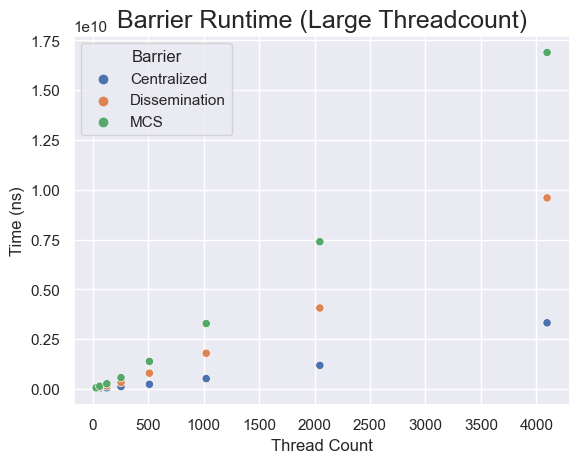 Barrier Runtime (Large Threadcount)
1e10
1.75
1.50
1.25
1.00
0.75
0.50
0.25
0.00
Time (ns)
Barrier
Centralized
Dissemination
MCS
0 500 1000 1500 2000 2500 3000 3500 4000
Thread Count